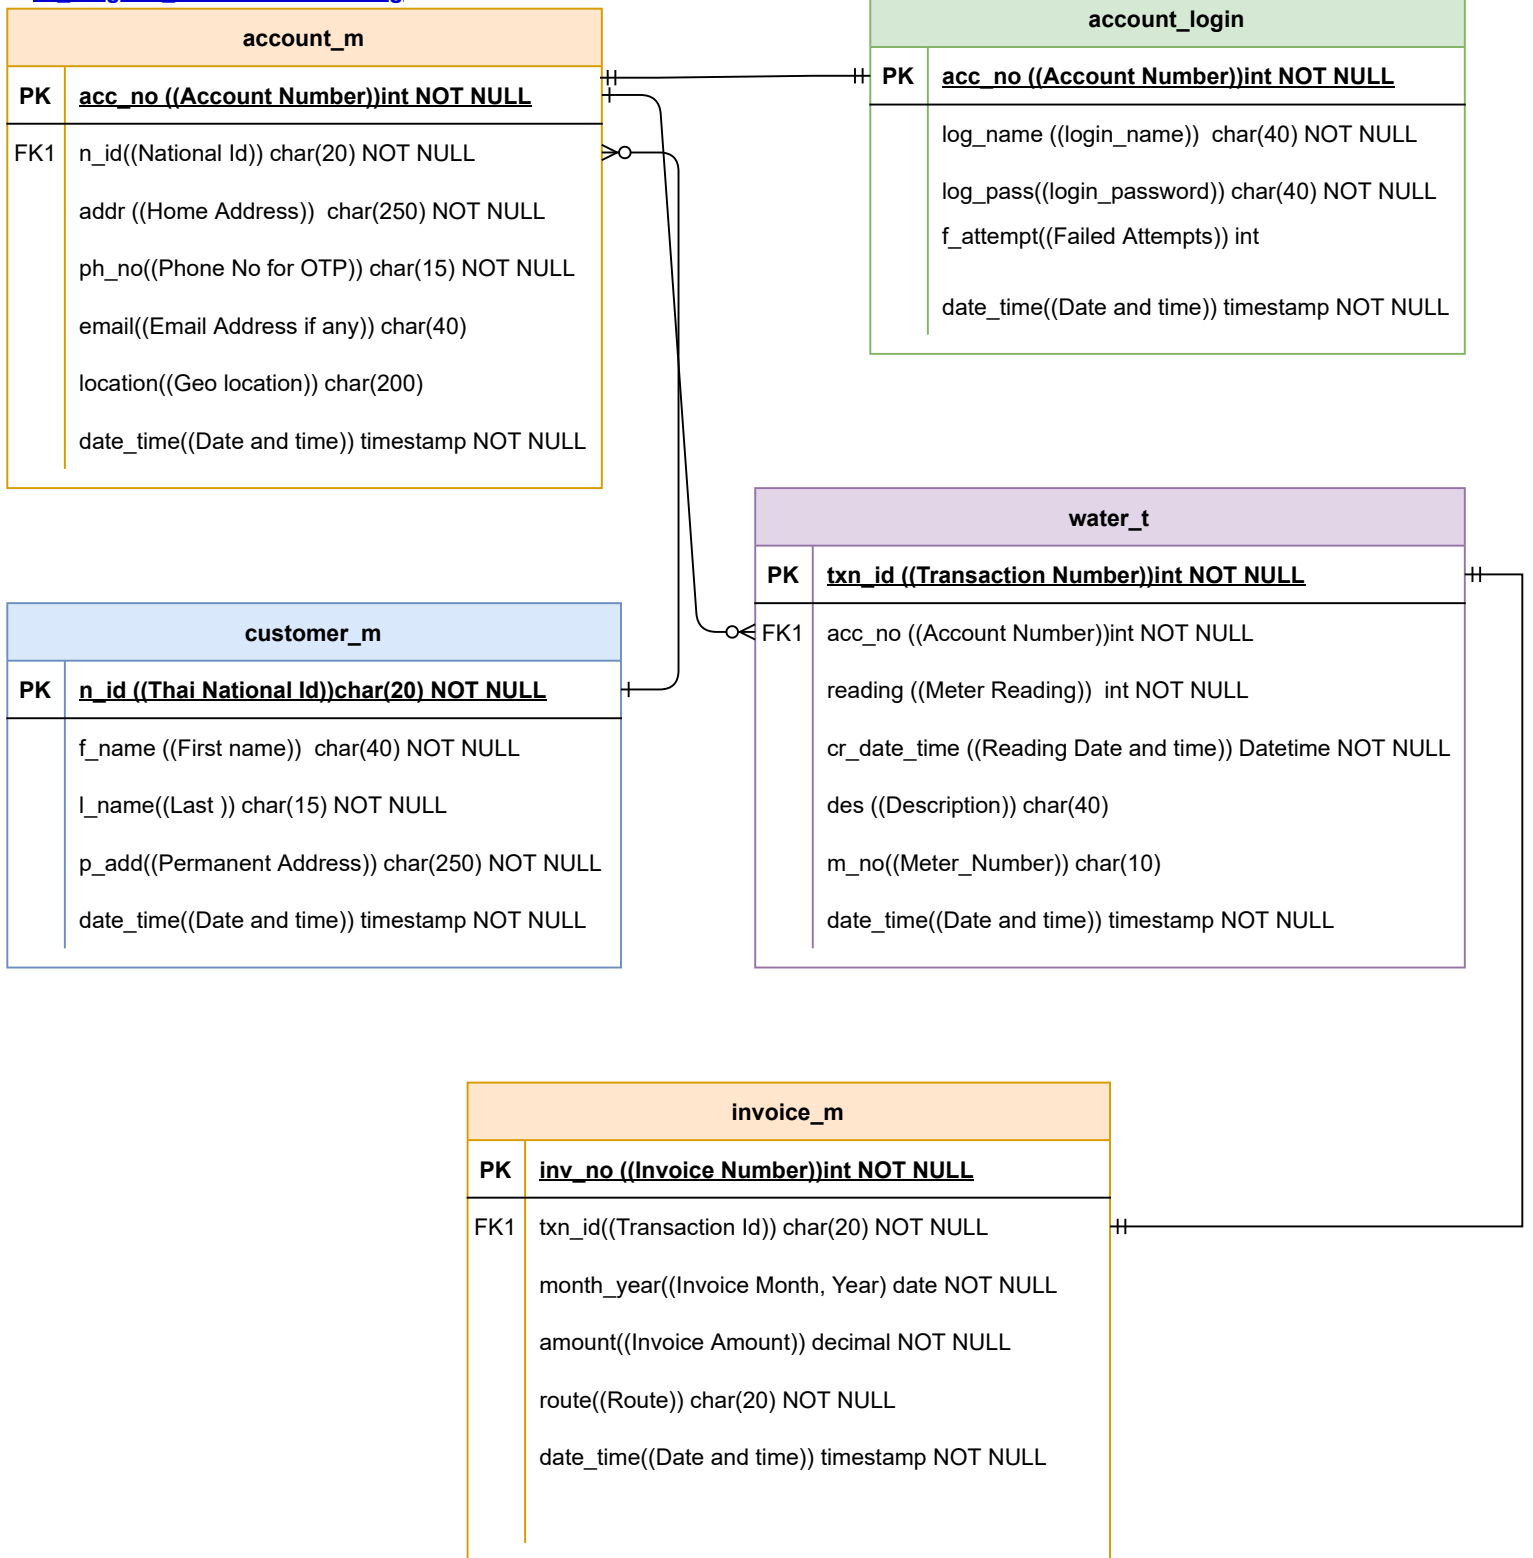 account_m
PK acc_no ((Account Number))int NOT NULL
FK1 n_id((National Id)) char(20) NOT NULL
addr ((Home Address)) char(250) NOT NULL
ph_no((Phone No for OTP)) char(15) NOT NULL
email((Email Address if any)) char(40)
location((Geo location)) char(200)
date_time((Date and time)) timestamp NOT NULL
account_login
PK acc_no ((Account Number))int NOT NULL
log_name ((login_name)) char(40) NOT NULL
log_pass((login_password)) char(40) NOT NULL
f_attempt((Failed Attempts)) int
date_time((Date and time)) timestamp NOT NULL
customer_m
PK n_id ((Thai National Id))char(20) NOT NULL
f_name ((First name)) char(40) NOT NULL
l_name((Last )) char(15) NOT NULL
p_add((Permanent Address)) char(250) NOT NULL
date_time((Date and time)) timestamp NOT NULL
water_t
PK txn_id ((Transaction Number))int NOT NULL
FK1 acc_no ((Account Number))int NOT NULL
reading ((Meter Reading)) int NOT NULL
cr_date_time ((Reading Date and time)) Datetime NOT NULL
des ((Description)) char(40)
m_no((Meter_Number)) char(10)
date_time((Date and time)) timestamp NOT NULL
invoice_m
PK inv_no ((Invoice Number))int NOT NULL
FK1 txn_id((Transaction Id)) char(20) NOT NULL
month_year((Invoice Month, Year) date NOT NULL
amount((Invoice Amount)) decimal NOT NULL
route((Route)) char(20) NOT NULL
date_time((Date and time)) timestamp NOT NULL